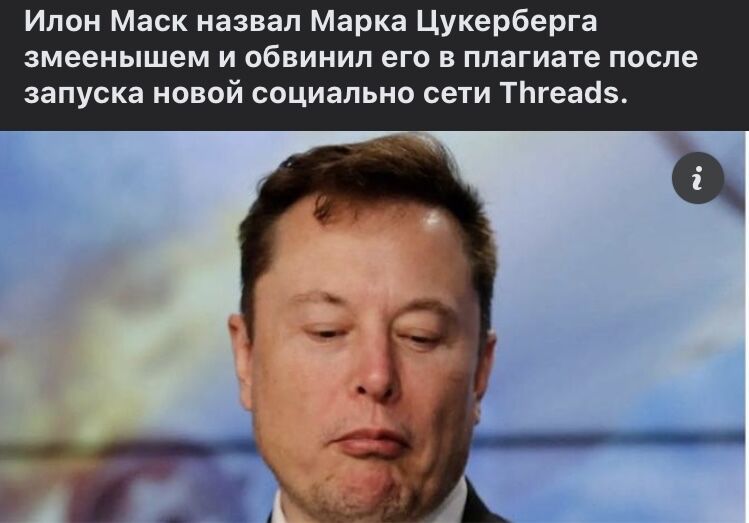 Илон Маск назвал Марка Цукерберга
змеенышем и обвинил его в плагиате после
запуска новой социально сети Threads.
i